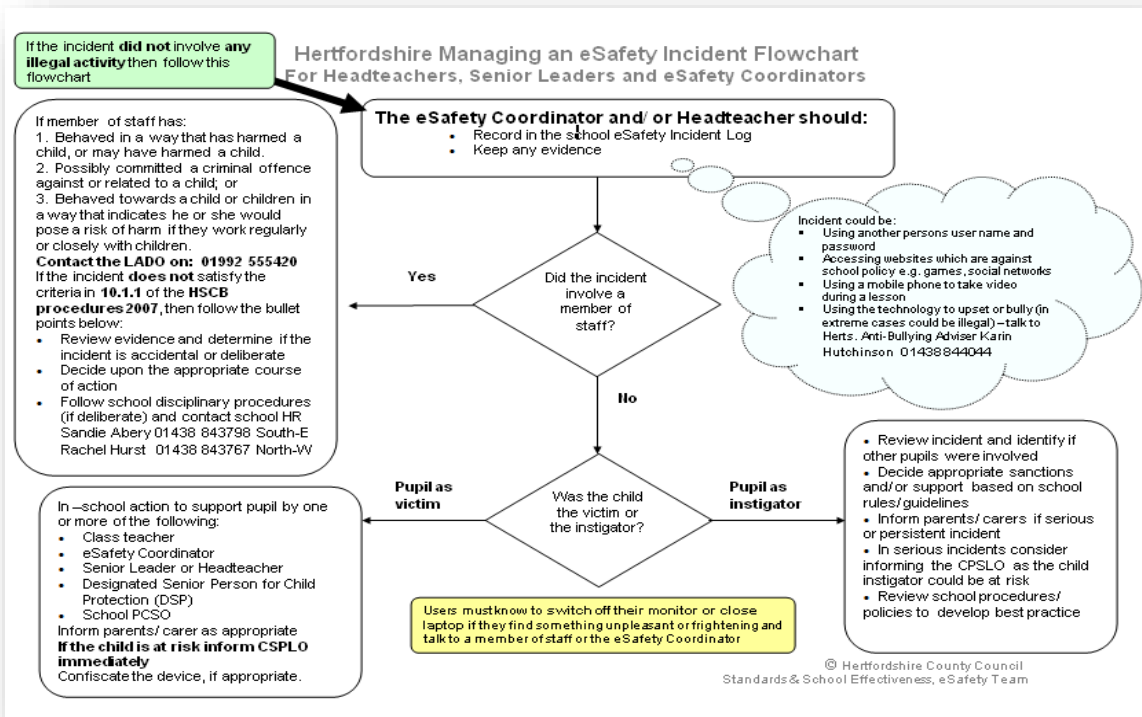 If the incident did not involve any
illegal activity then follow this
flowchart
Hertfordshire Managing an eSafety Incident Flowchart
For Headteachers, Senior Leaders and eSafety Coordinators
The eSafety Coordinator and/ or Headteacher should:
• Record in the school eSafety Incident Log
• Keep any evidence
If member of staff has:
1. Behaved in a way that has harmed a
child, or may have harmed a child.
2. Possibly committed a criminal offence
against or related to a child; or
3. Behaved towards a child or children in
a way that indicates he or she would
pose a risk of harm if they work regularly
or closely with children.
Contact the LADO on: 01992 555420
If the incident does not satisfy the
criteria in 10.1.1 of the HSCB
procedures 2007, then follow the bullet
points below:
• Review evidence and determine if the
incident is accidental or deliberate
• Decide upon the appropriate course
of action
• Follow school disciplinary procedures
(if deliberate) and contact school HR
Sandie Abery 01438 843798 South-E
Rachel Hurst 01438 843767 North-W
Incident could be:
▪ Using another persons user name and
password
▪ Accessing websites which are against
school policy e.g. games, social networks
▪ Using a mobile phone to take video
during a lesson
▪ Using the technology to upset or bully (in
extreme cases could be illegal) – talk to
Herts. Anti-Bullying Adviser Karin
Hutchinson 01438 844044
Yes
Did the incident
involve a
member of
staff?
No
Pupil as
victim
Was the child
the victim or
the instigator?
Pupil as
instigator
In –school action to support pupil by one
or more of the following:
• Class teacher
• eSafety Coordinator
• Senior Leader or Headteacher
• Designated Senior Person for Child
Protection (DSP)
• School PCSO
Inform parents/ carer as appropriate
If the child is at risk inform CSPLO
immediately
Confiscate the device, if appropriate.
• Review incident and identify if
other pupils were involved
• Decide appropriate sanctions
and/ or support based on school
rules/ guidelines
• Inform parents/ carers if serious
or persistent incident
• In serious incidents consider
informing the CPSLO as the child
instigator could be at risk
• Review school procedures/
policies to develop best practice
Users must know to switch off their monitor or close
laptop if they find something unpleasant or frightening and
talk to a member of staff or the eSafety Coordinator
© Hertfordshire County Council
Standards & School Effectiveness, eSafety Team